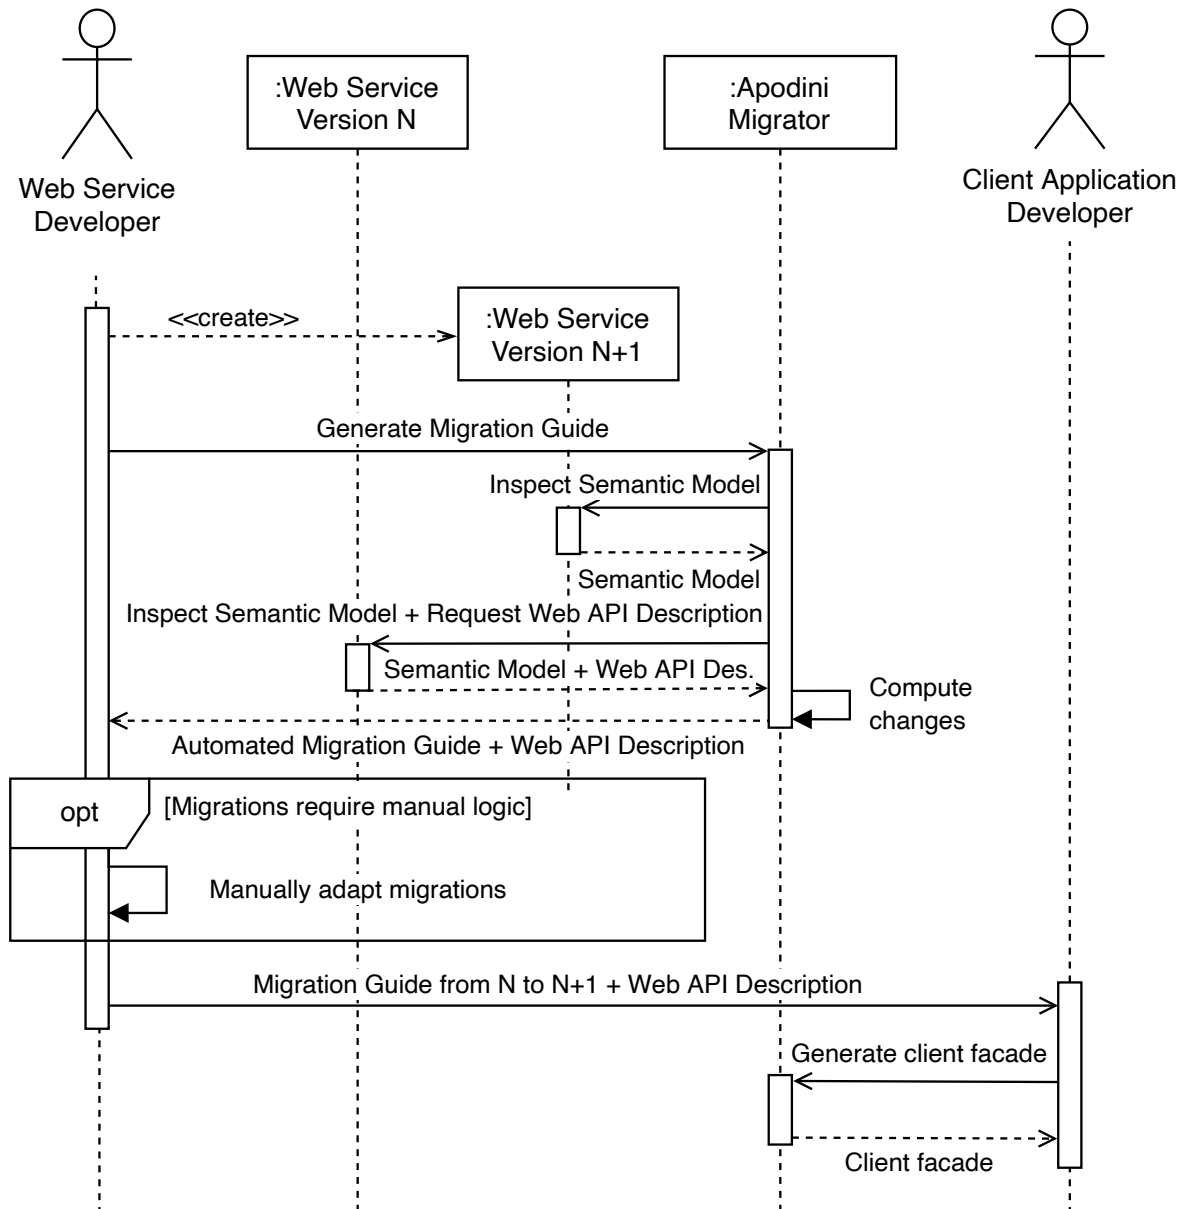 :Web Service
Version N
:Apodini
Migrator
Web Service
Developer
Client Application
Developer
<<create>>
:Web Service
Version N+1
Generate Migration Guide
Inspect Semantic Model
Semantic Model
Inspect Semantic Model + Request Web API Description
Semantic Model + Web API Des.
Compute
changes
Automated Migration Guide + Web API Description
opt
[Migrations require manual logic]
Manually adapt migrations
Migration Guide from N to N+1 + Web API Description
Generate client facade
Client facade